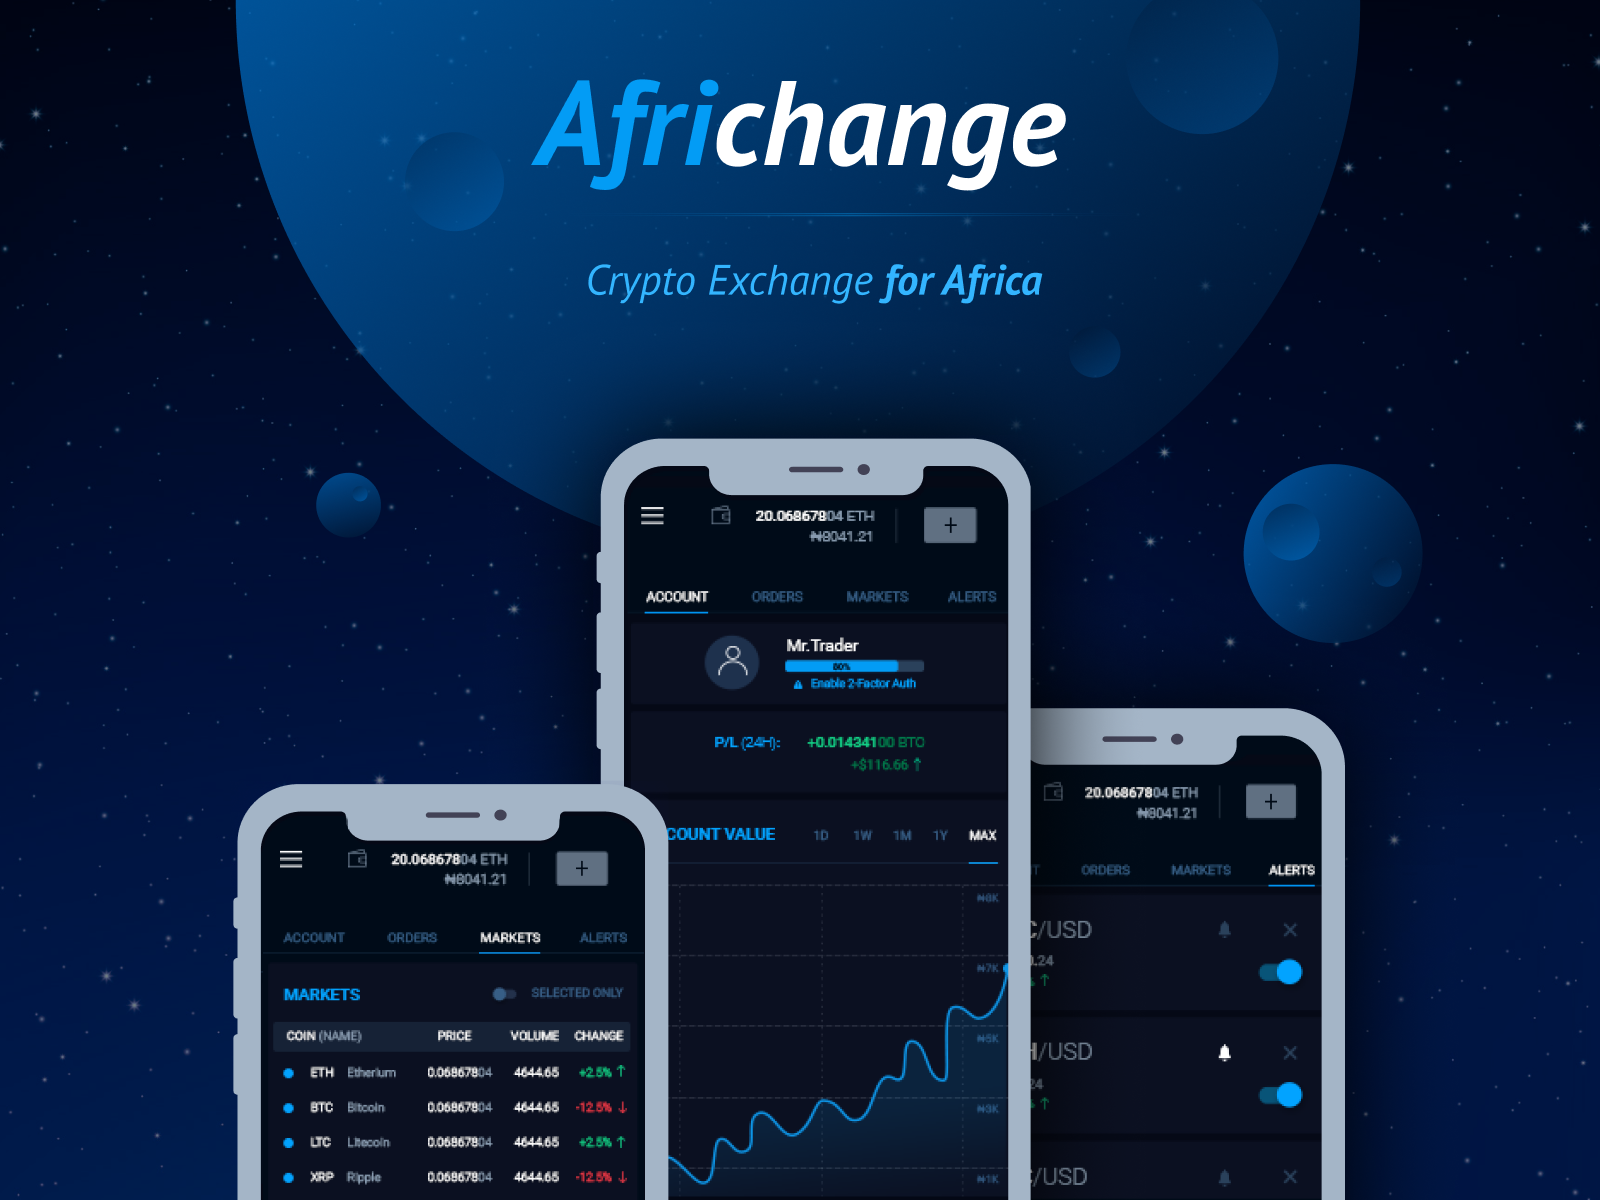 Africhange
Crypto Exchange for Africa
20.06867804 ETH
₦8041.21
+
ACCOUNT ORDERS MARKETS ALERTS
Mr.Trader
80%
Enable 2-Factor Auth
P/L (24H): +0.01434100 BTC
+$116.66 ↑
COUNT VALUE 1D 1W 1M 1Y MAX
₦8K
₦7K
₦5K
₦3K
₦1K
20.06867804 ETH
₦8041.21
+
ACCOUNT ORDERS MARKETS ALERTS
MARKETS SELECTED ONLY
COIN (NAME) PRICE VOLUME CHANGE
ETH Etherium 0.06867804 4644.65 +2.5% ↑
BTC Bitcoin 0.06867804 4644.65 -12.5% ↓
LTC Litecoin 0.06867804 4644.65 +2.5% ↑
XRP Ripple 0.06867804 4644.65 -12.5% ↓
20.06867804 ETH
₦8041.21
+
T ORDERS MARKETS ALERTS
C/USD
0.24
% ↑
H/USD
24
% ↑
/USD